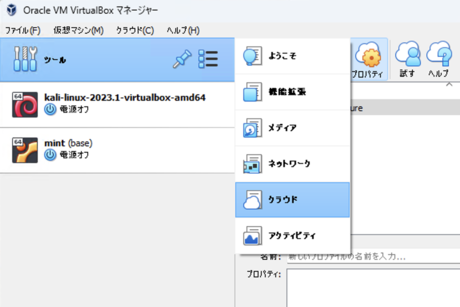 Oracle VM VirtualBox マネージャー
ファイル(F) 仮想マシン(M) クラウド(C) ヘルプ(H)
ツール
プロパティ 試す ヘルプ
ようこそ
機能拡張
メディア
ネットワーク
クラウド
アクティビティ
64 kali-linux-2023.1-virtualbox-amd64
電源オフ
64 mint (base)
電源オフ
名前: 新しいプロファイルの名前を入力...
プロパティ: